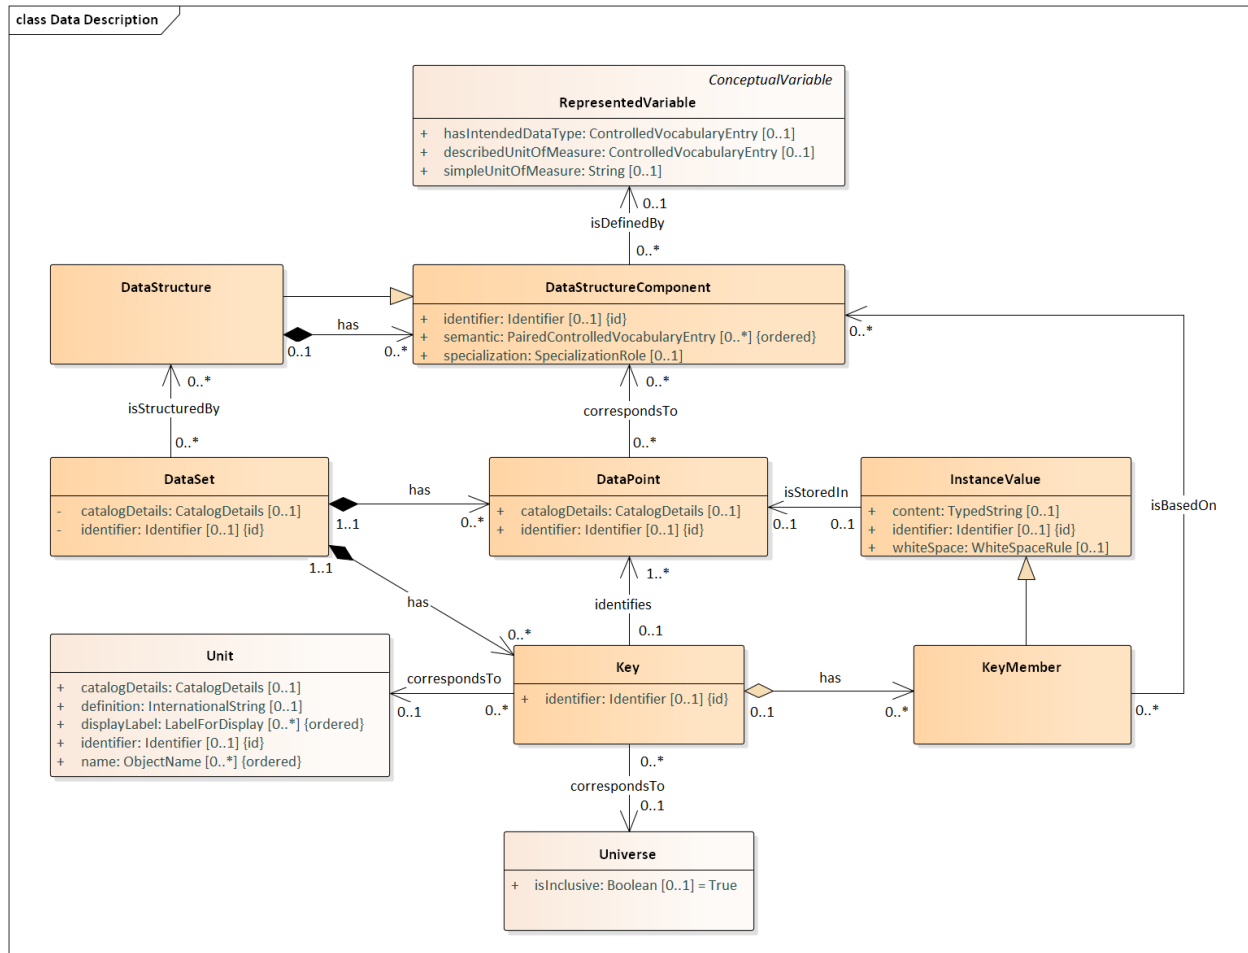 class Data Description
ConceptualVariable
RepresentedVariable
+ hasIntendedDataType: ControlledVocabularyEntry [0..1]
+ describedUnitOfMeasure: ControlledVocabularyEntry [0..1]
+ simpleUnitOfMeasure: String [0..1]
0..1
isDefinedBy
0..*
DataStructure
DataStructureComponent
+ identifier: Identifier [0..1] {id}
+ semantic: PairedControlledVocabularyEntry [0..*] {ordered}
+ specialization: SpecializationRole [0..1]
has
0..1
0..*
0..*
0..*
isStructuredBy
0..*
0..*
correspondsTo
0..*
DataSet
- catalogDetails: CatalogDetails [0..1]
- identifier: Identifier [0..1] {id}
has
1..1
0..*
DataPoint
+ catalogDetails: CatalogDetails [0..1]
+ identifier: Identifier [0..1] {id}
isStoredIn
0..1
0..1
InstanceValue
+ content: TypedString [0..1]
+ identifier: Identifier [0..1] {id}
+ whiteSpace: WhiteSpaceRule [0..1]
isBasedOn
1..1
has
0..*
1..*
identifies
0..1
Unit
+ catalogDetails: CatalogDetails [0..1]
+ definition: InternationalString [0..1]
+ displayLabel: LabelForDisplay [0..*] {ordered}
+ identifier: Identifier [0..1] {id}
+ name: ObjectName [0..*] {ordered}
correspondsTo
0..1
0..*
Key
+ identifier: Identifier [0..1] {id}
has
0..1
0..*
KeyMember
0..*
0..*
correspondsTo
0..1
Universe
+ isInclusive: Boolean [0..1] = True